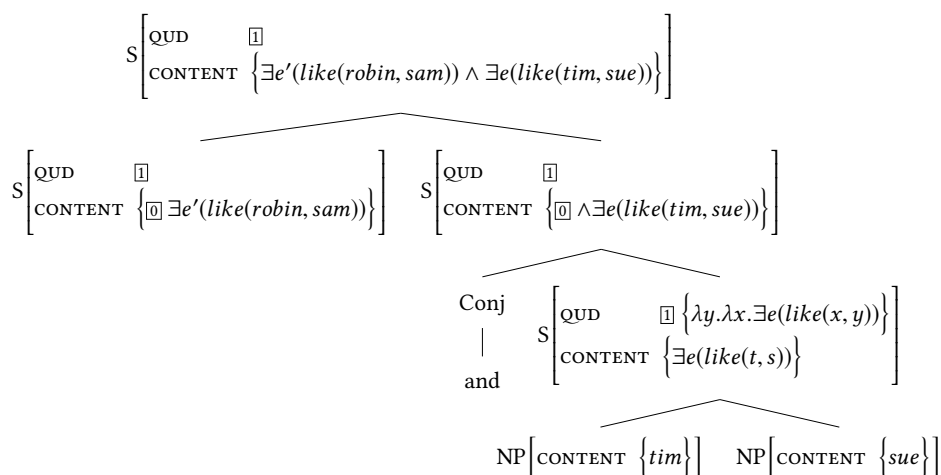 S[QUD 1
CONTENT {∃e′(like(robin, sam)) ∧ ∃e(like(tim, sue))}]
S[QUD 1
CONTENT {0 ∃e′(like(robin, sam))}]
S[QUD 1
CONTENT {0 ∧∃e(like(tim, sue))}]
Conj
and
S[QUD 1 {λy.λx.∃e(like(x, y))}
CONTENT {∃e(like(t, s))}]
NP[CONTENT {tim}] NP[CONTENT {sue}]